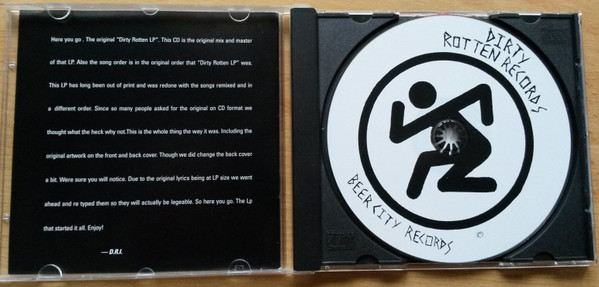 Here you go . The original "Dirty Rotten LP". This CD is the original mix and master
of that LP. Also the song order is in the original order that "Dirty Rotten LP" was.
This LP has long been out of print and was redone with the songs remixed and in
a different order. Since so many people asked for the original on CD format we
thought what the heck why not.This is the whole thing the way it was. Including the
original artwork on the front and back cover. Though we did change the back cover
a bit. Were sure you will notice. Due to the original lyrics being at LP size we went
ahead and re typed them so they will actually be legeable. So here you go. The Lp
that started it all. Enjoy!
— D.R.I.
DIRTY
ROTTEN RECORDS
BEER CITY RECORDS